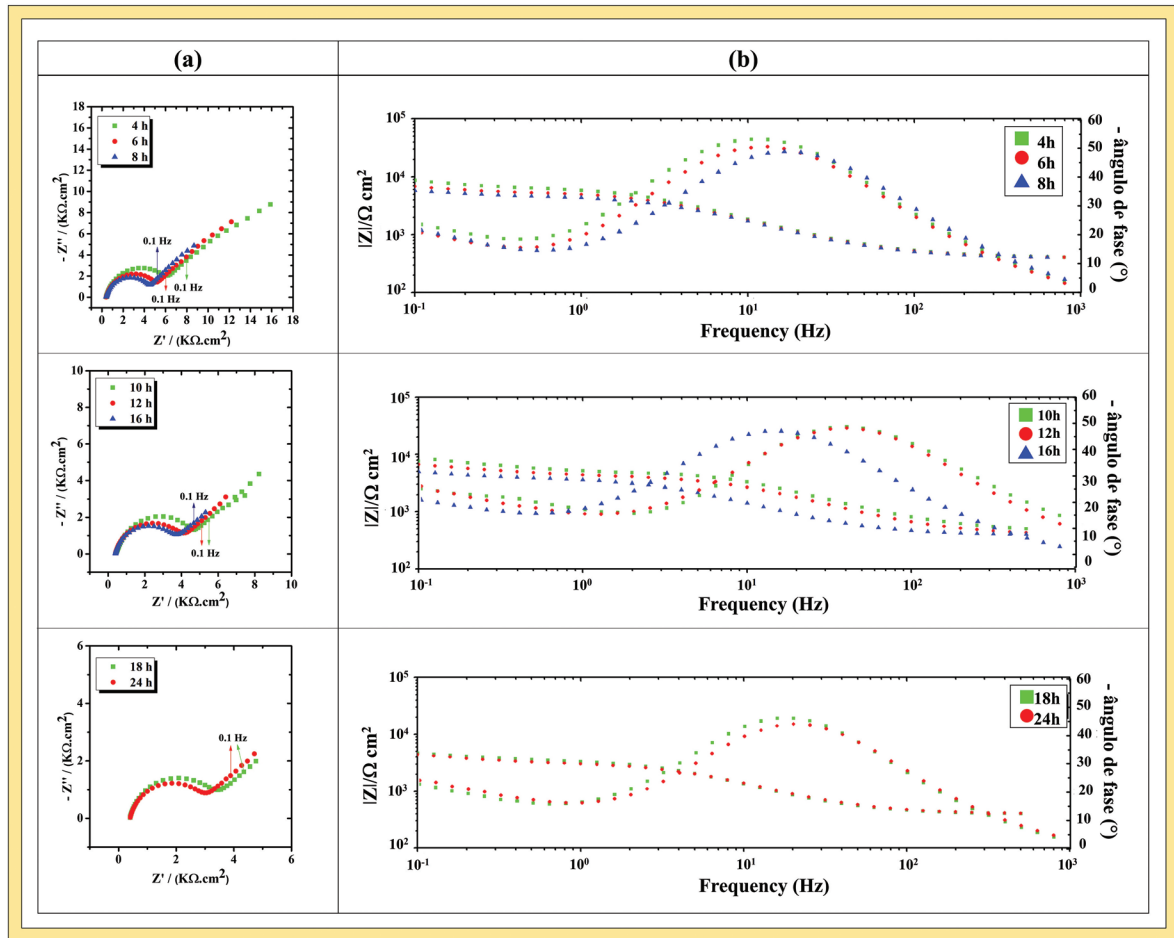 (a)
(b)
- Z'' / (KΩ.cm²)
18
16
14
12
10
8
6
4
2
0
4 h
6 h
8 h
0.1 Hz
0.1 Hz
0.1 Hz
0 2 4 6 8 10 12 14 16 18
Z' / (KΩ.cm²)
|Z|/Ω cm²
10⁵
10⁴
10³
10²
4h
6h
8h
60
50
40
30
20
10
0
- ângulo de fase (°)
10⁻¹ 10⁰ 10¹ 10² 10³
Frequency (Hz)
- Z'' / (KΩ.cm²)
10
8
6
4
2
0
10 h
12 h
16 h
0.1 Hz
0.1 Hz
0 2 4 6 8 10
Z' / (KΩ.cm²)
|Z|/Ω cm²
10⁵
10⁴
10³
10²
10h
12h
16h
60
50
40
30
20
10
0
- ângulo de fase (°)
10⁻¹ 10⁰ 10¹ 10² 10³
Frequency (Hz)
- Z'' / (KΩ.cm²)
6
4
2
0
18 h
24 h
0.1 Hz
0 2 4 6
Z' / (KΩ.cm²)
|Z|/Ω cm²
10⁵
10⁴
10³
10²
18h
24h
60
50
40
30
20
10
0
- ângulo de fase (°)
10⁻¹ 10⁰ 10¹ 10² 10³
Frequency (Hz)